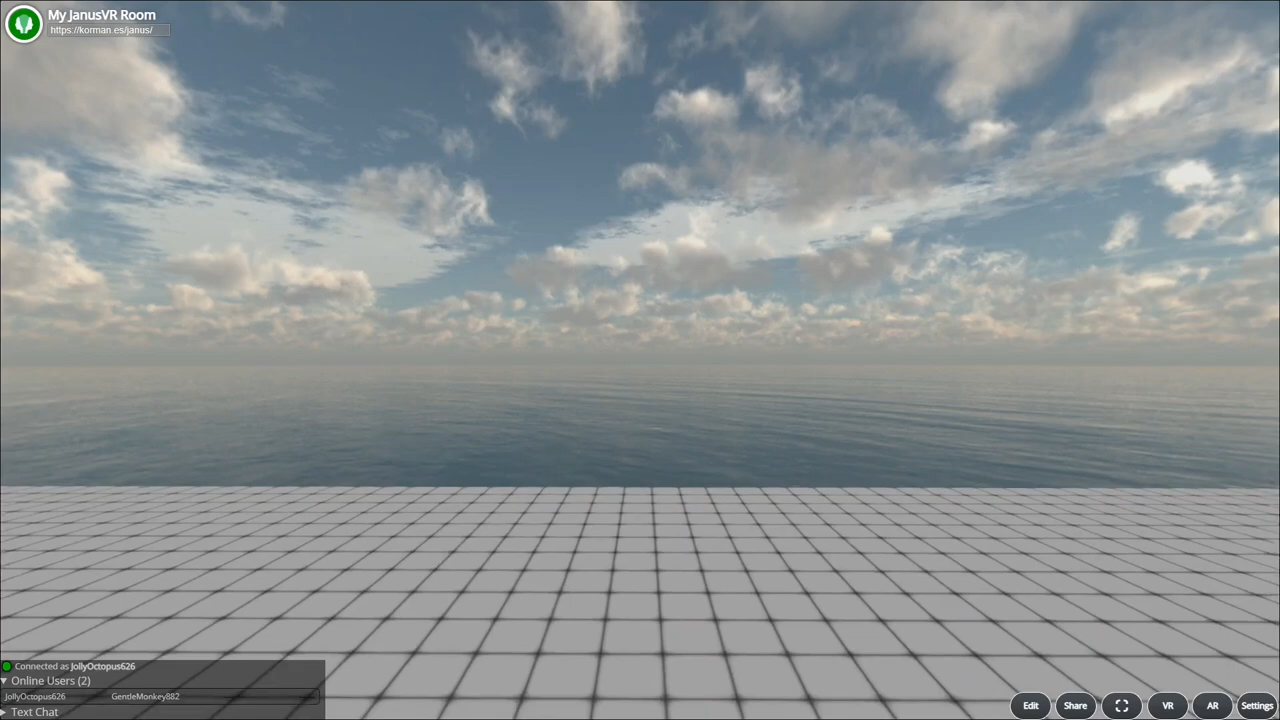 My JanusVR Room
https://korman.es/janus/
Connected as JollyOctopus626
Online Users (2)
JollyOctopus626 GentleMonkey882
Text Chat
Edit Share VR AR Settings